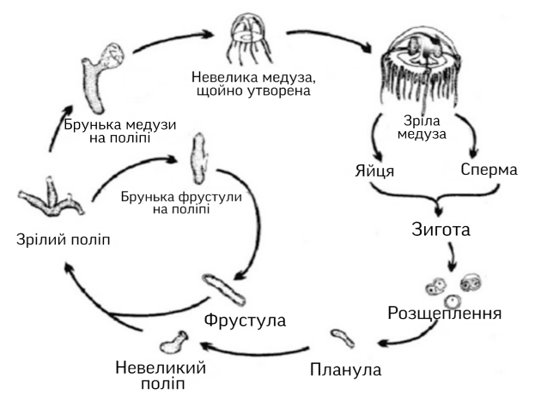 Невелика медуза,
щойно утворена
Брунька медузи
на поліпі
Зріла
медуза
Яйця
Сперма
Брунька фрустули
на поліпі
Зрілий поліп
Зигота
Розщеплення
Фрустула
Невеликий
поліп
Планула